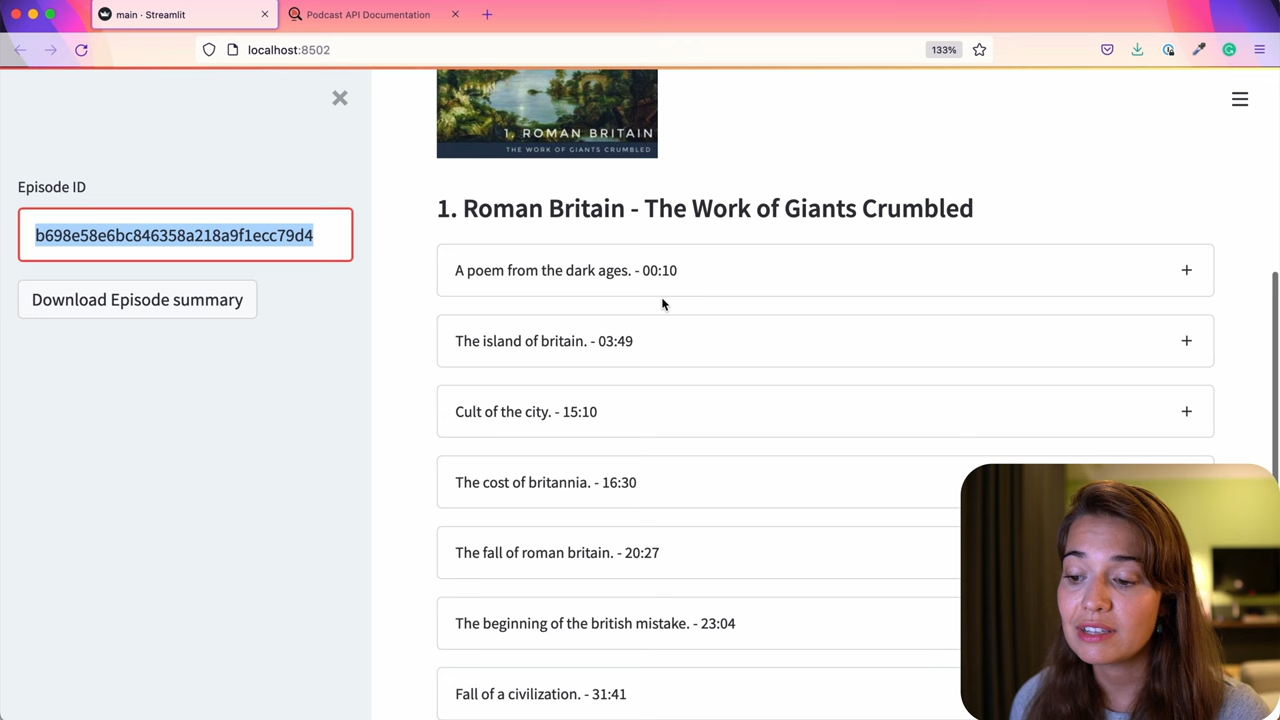 main · Streamlit
Podcast API Documentation
localhost:8502
133%
Episode ID
b698e58e6bc846358a218a9f1ecc79d4
Download Episode summary
1. ROMAN BRITAIN
THE WORK OF GIANTS CRUMBLED
1. Roman Britain - The Work of Giants Crumbled
A poem from the dark ages. - 00:10
The island of britain. - 03:49
Cult of the city. - 15:10
The cost of britannia. - 16:30
The fall of roman britain. - 20:27
The beginning of the british mistake. - 23:04
Fall of a civilization. - 31:41